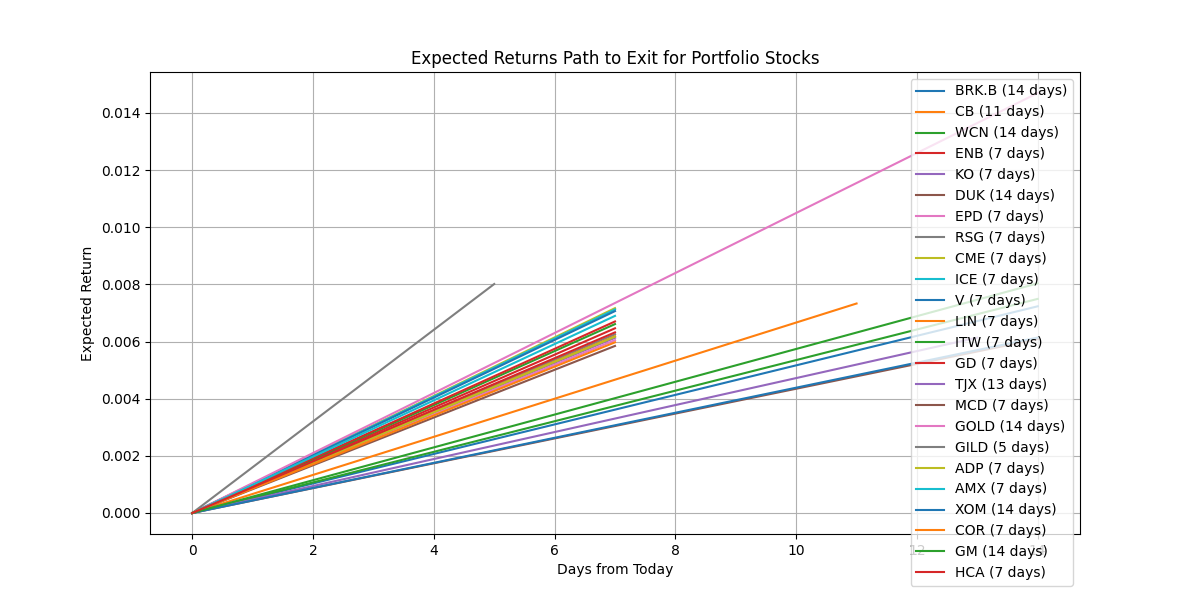 Expected Returns Path to Exit for Portfolio Stocks
Expected Return
0.014
0.012
0.010
0.008
0.006
0.004
0.002
0.000
0
2
4
6
8
10
12
14
Days from Today
BRK.B (14 days)
CB (11 days)
WCN (14 days)
ENB (7 days)
KO (7 days)
DUK (14 days)
EPD (7 days)
RSG (7 days)
CME (7 days)
ICE (7 days)
V (7 days)
LIN (7 days)
ITW (7 days)
GD (7 days)
TJX (13 days)
MCD (7 days)
GOLD (14 days)
GILD (5 days)
ADP (7 days)
AMX (7 days)
XOM (14 days)
COR (7 days)
GM (14 days)
HCA (7 days)